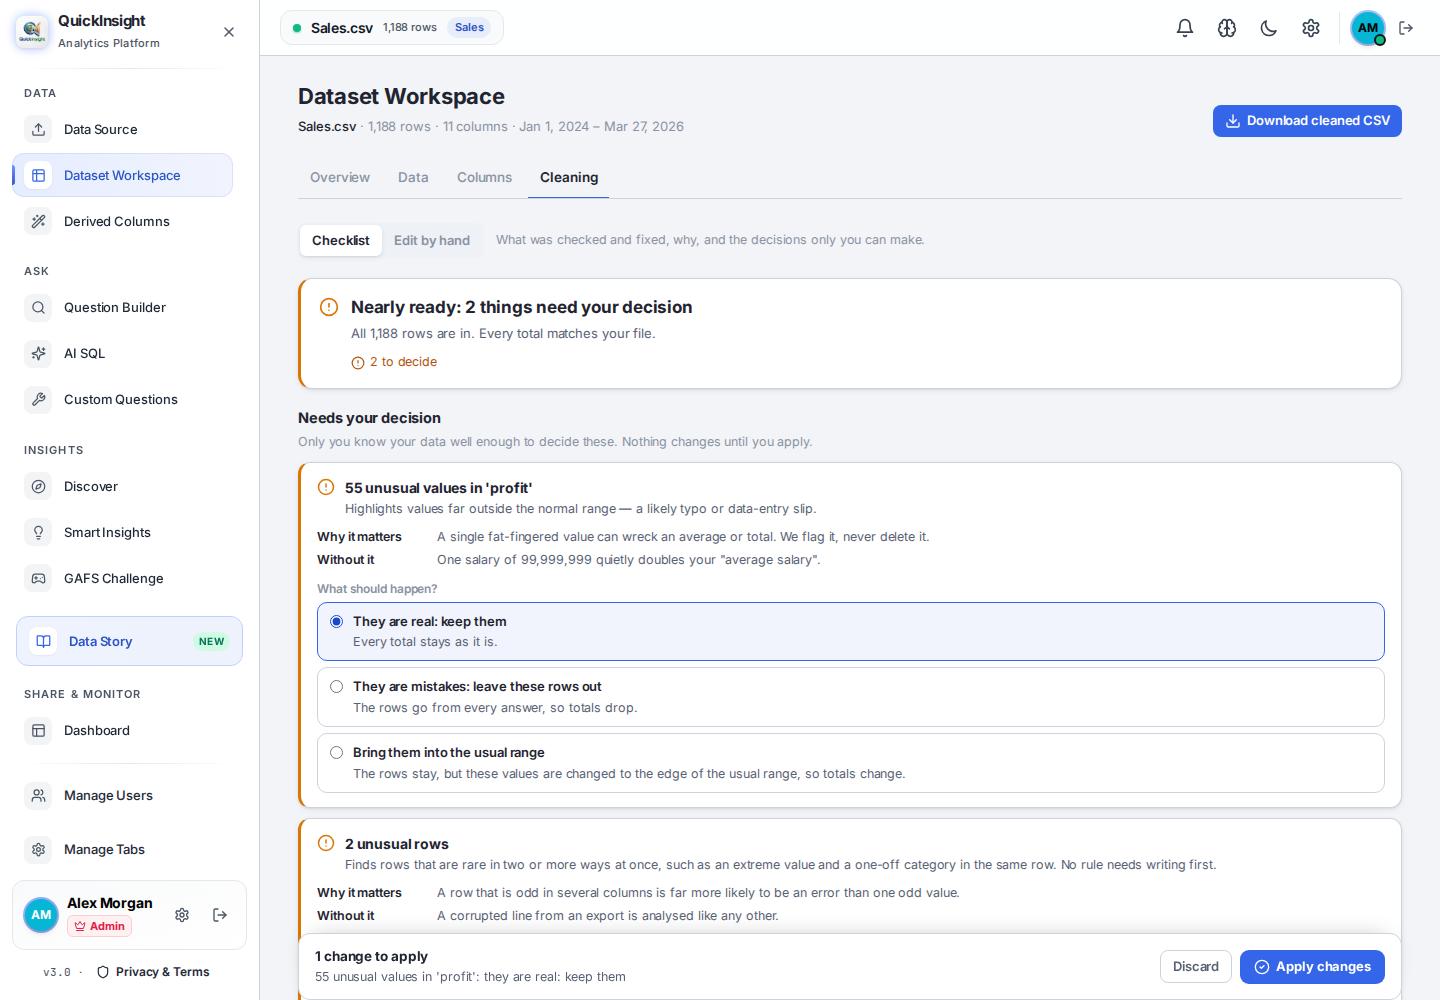 QuickInsight
Analytics Platform
DATA
Data Source
Dataset Workspace
Derived Columns
ASK
Question Builder
AI SQL
Custom Questions
INSIGHTS
Discover
Smart Insights
GAFS Challenge
Data Story NEW
SHARE & MONITOR
Dashboard
Manage Users
Manage Tabs
AM Alex Morgan
Admin
v3.0 · Privacy & Terms
Sales.csv 1,188 rows Sales
AM
Dataset Workspace
Sales.csv · 1,188 rows · 11 columns · Jan 1, 2024 – Mar 27, 2026
Download cleaned CSV
Overview Data Columns Cleaning
Checklist Edit by hand What was checked and fixed, why, and the decisions only you can make.
Nearly ready: 2 things need your decision
All 1,188 rows are in. Every total matches your file.
2 to decide
Needs your decision
Only you know your data well enough to decide these. Nothing changes until you apply.
55 unusual values in 'profit'
Highlights values far outside the normal range — a likely typo or data-entry slip.
Why it matters A single fat-fingered value can wreck an average or total. We flag it, never delete it.
Without it One salary of 99,999,999 quietly doubles your "average salary".
What should happen?
They are real: keep them
Every total stays as it is.
They are mistakes: leave these rows out
The rows go from every answer, so totals drop.
Bring them into the usual range
The rows stay, but these values are changed to the edge of the usual range, so totals change.
2 unusual rows
Finds rows that are rare in two or more ways at once, such as an extreme value and a one-off category in the same row. No rule needs writing first.
Why it matters A row that is odd in several columns is far more likely to be an error than one odd value.
Without it A corrupted line from an export is analysed like any other.
1 change to apply
55 unusual values in 'profit': they are real: keep them
Discard Apply changes